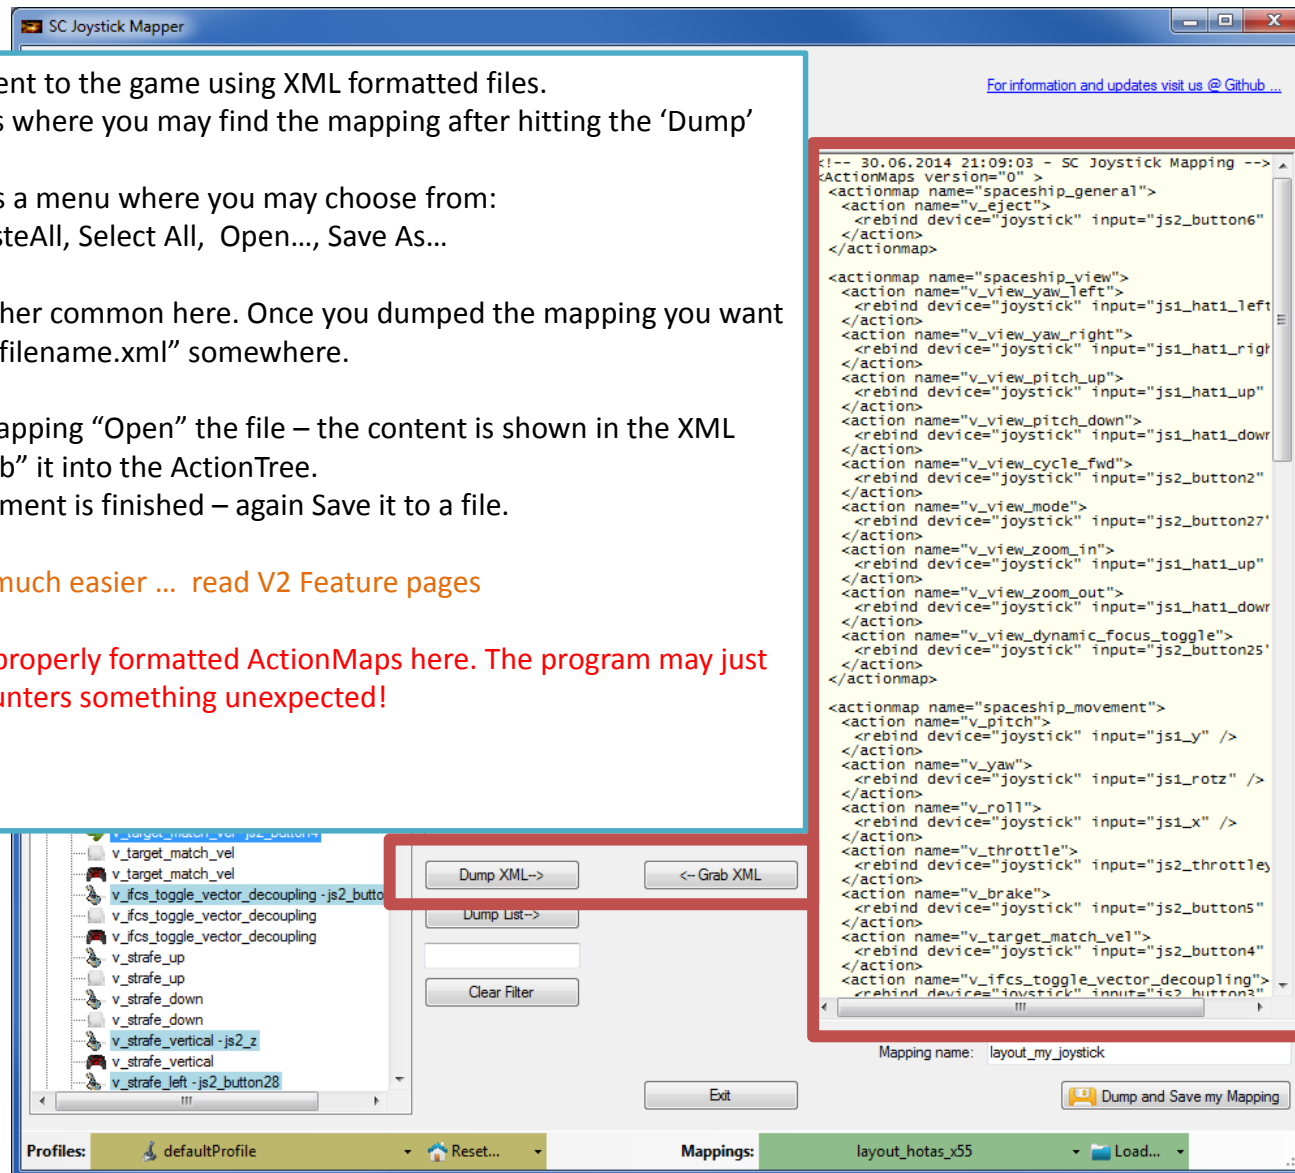 SC Joystick Mapper
For information and updates visit us @ Github ...
ent to the game using XML formatted files.
s where you may find the mapping after hitting the ‘Dump’
s a menu where you may choose from:
steAll, Select All, Open…, Save As…
her common here. Once you dumped the mapping you want
filename.xml” somewhere.
apping “Open” the file – the content is shown in the XML
b” it into the ActionTree.
ment is finished – again Save it to a file.
much easier … read V2 Feature pages
properly formatted ActionMaps here. The program may just
unters something unexpected!
<!-- 30.06.2014 21:09:03 - SC Joystick Mapping -->
<ActionMaps version="0" >
<actionmap name="spaceship_general">
<action name="v_eject">
<rebind device="joystick" input="js2_button6"
</action>
</actionmap>
<actionmap name="spaceship_view">
<action name="v_view_yaw_left">
<rebind device="joystick" input="js1_hat1_left
</action>
<action name="v_view_yaw_right">
<rebind device="joystick" input="js1_hat1_righ
</action>
<action name="v_view_pitch_up">
<rebind device="joystick" input="js1_hat1_up"
</action>
<action name="v_view_pitch_down">
<rebind device="joystick" input="js1_hat1_down
</action>
<action name="v_view_cycle_fwd">
<rebind device="joystick" input="js2_button2"
</action>
<action name="v_view_mode">
<rebind device="joystick" input="js2_button27"
</action>
<action name="v_view_zoom_in">
<rebind device="joystick" input="js1_hat1_up"
</action>
<action name="v_view_zoom_out">
<rebind device="joystick" input="js1_hat1_down
</action>
<action name="v_view_dynamic_focus_toggle">
<rebind device="joystick" input="js2_button25"
</action>
</actionmap>
<actionmap name="spaceship_movement">
<action name="v_pitch">
<rebind device="joystick" input="js1_y" />
</action>
<action name="v_yaw">
<rebind device="joystick" input="js1_rotz" />
</action>
<action name="v_roll">
<rebind device="joystick" input="js1_x" />
</action>
<action name="v_throttle">
<rebind device="joystick" input="js2_throttley
</action>
<action name="v_brake">
<rebind device="joystick" input="js2_button5"
</action>
<action name="v_target_match_vel">
<rebind device="joystick" input="js2_button4"
</action>
<action name="v_ifcs_toggle_vector_decoupling">
<rebind device="joystick" input="js2_button3"
v_target_match_vel - js2_button4
v_target_match_vel
v_target_match_vel
v_ifcs_toggle_vector_decoupling - js2_butto
v_ifcs_toggle_vector_decoupling
v_ifcs_toggle_vector_decoupling
v_strafe_up
v_strafe_up
v_strafe_down
v_strafe_down
v_strafe_vertical - js2_z
v_strafe_vertical
v_strafe_left - js2_button28
Dump XML-->
<-- Grab XML
Dump List-->
Clear Filter
Mapping name: layout_my_joystick
Exit
Dump and Save my Mapping
Profiles: defaultProfile Reset... Mappings: layout_hotas_x55 Load...